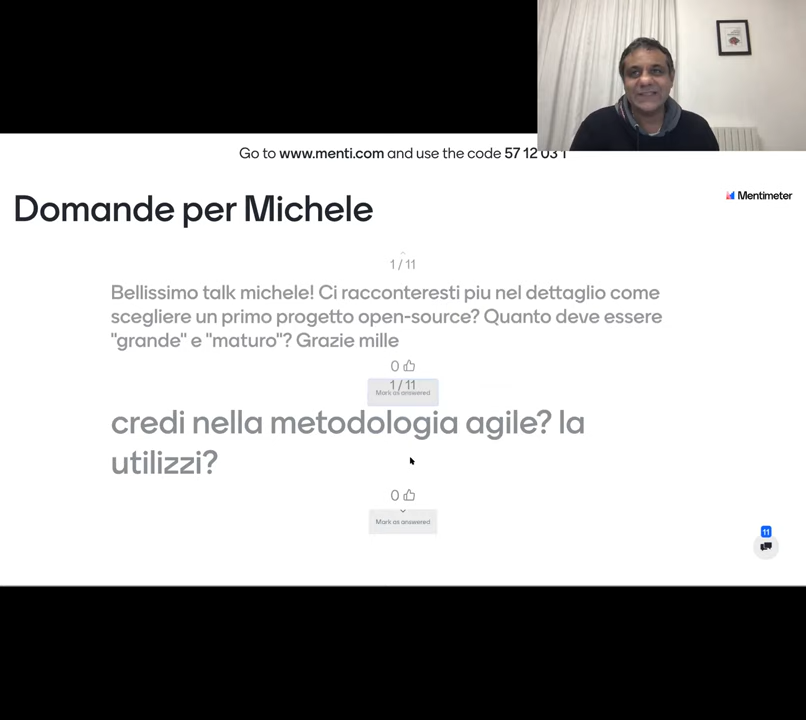 Go to www.menti.com and use the code 57 12 03 1
Domande per Michele
Mentimeter
1 / 11
Bellissimo talk michele! Ci racconteresti piu nel dettaglio come
scegliere un primo progetto open-source? Quanto deve essere
"grande" e "maturo"? Grazie mille
0
1 / 11
Mark as answered
credi nella metodologia agile? la
utilizzi?
0
Mark as answered
11